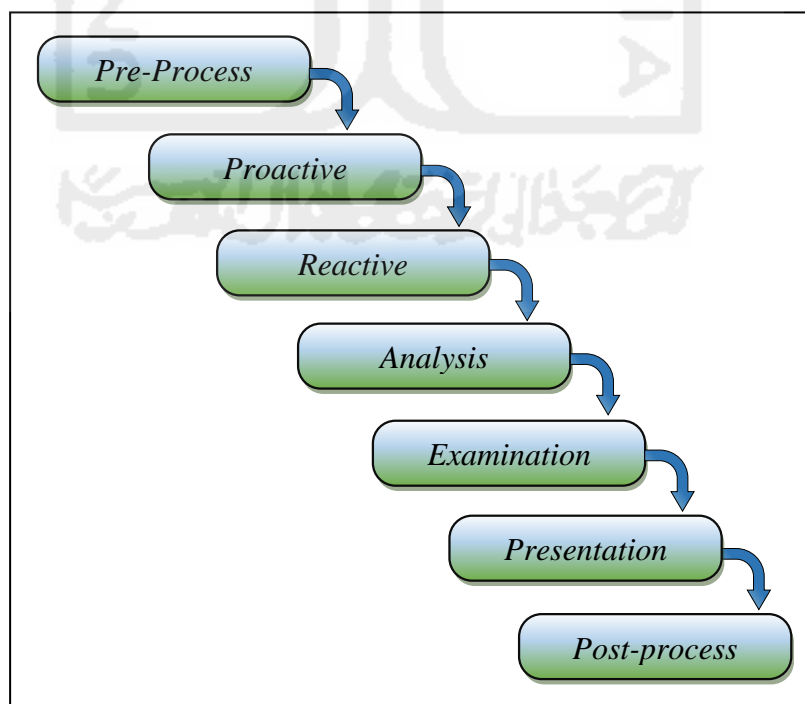 Pre-Process
Proactive
Reactive
Analysis
Examination
Presentation
Post-process